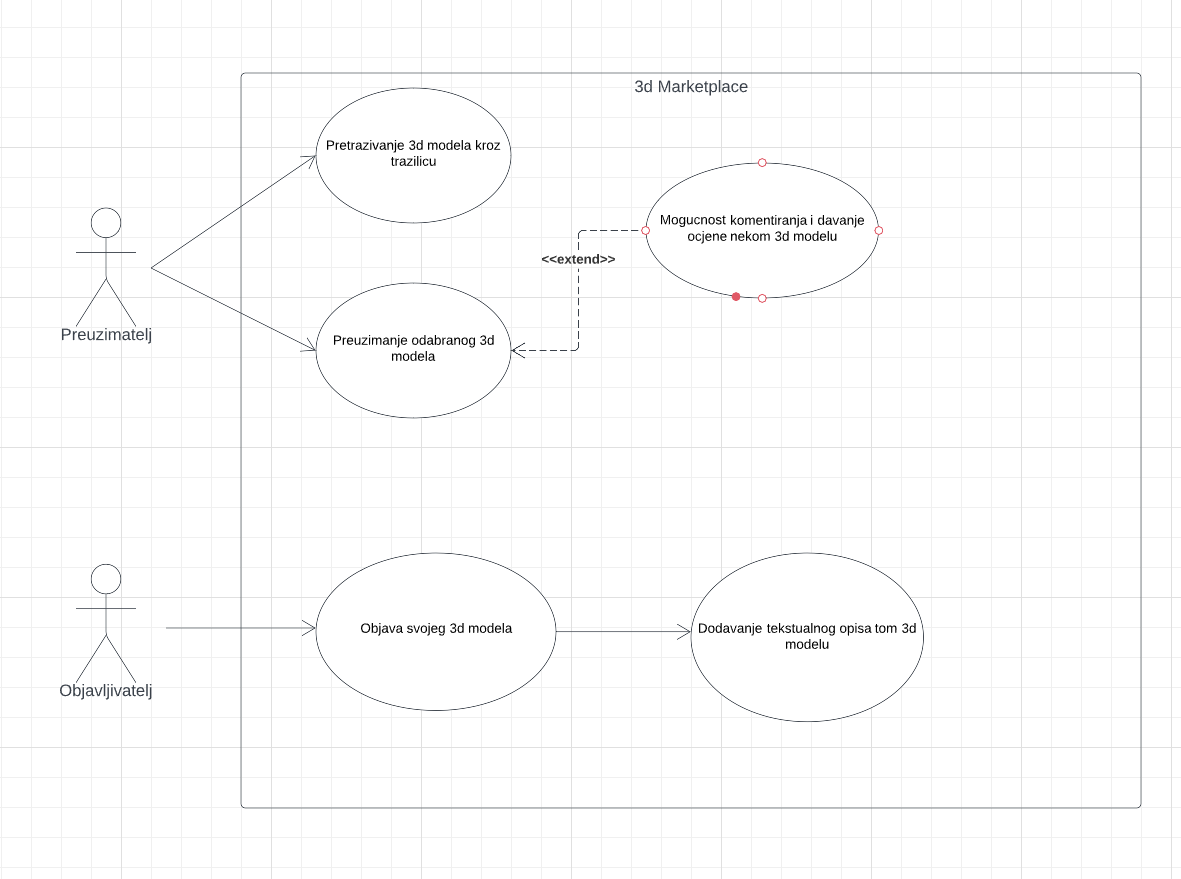 3d Marketplace
Pretrazivanje 3d modela kroz
trazilicu
Mogucnost komentiranja i davanje
ocjene nekom 3d modelu
<<extend>>
Preuzimatelj
Preuzimanje odabranog 3d
modela
Objava svojeg 3d modela
Dodavanje tekstualnog opisa tom 3d
modelu
Objavljivatelj